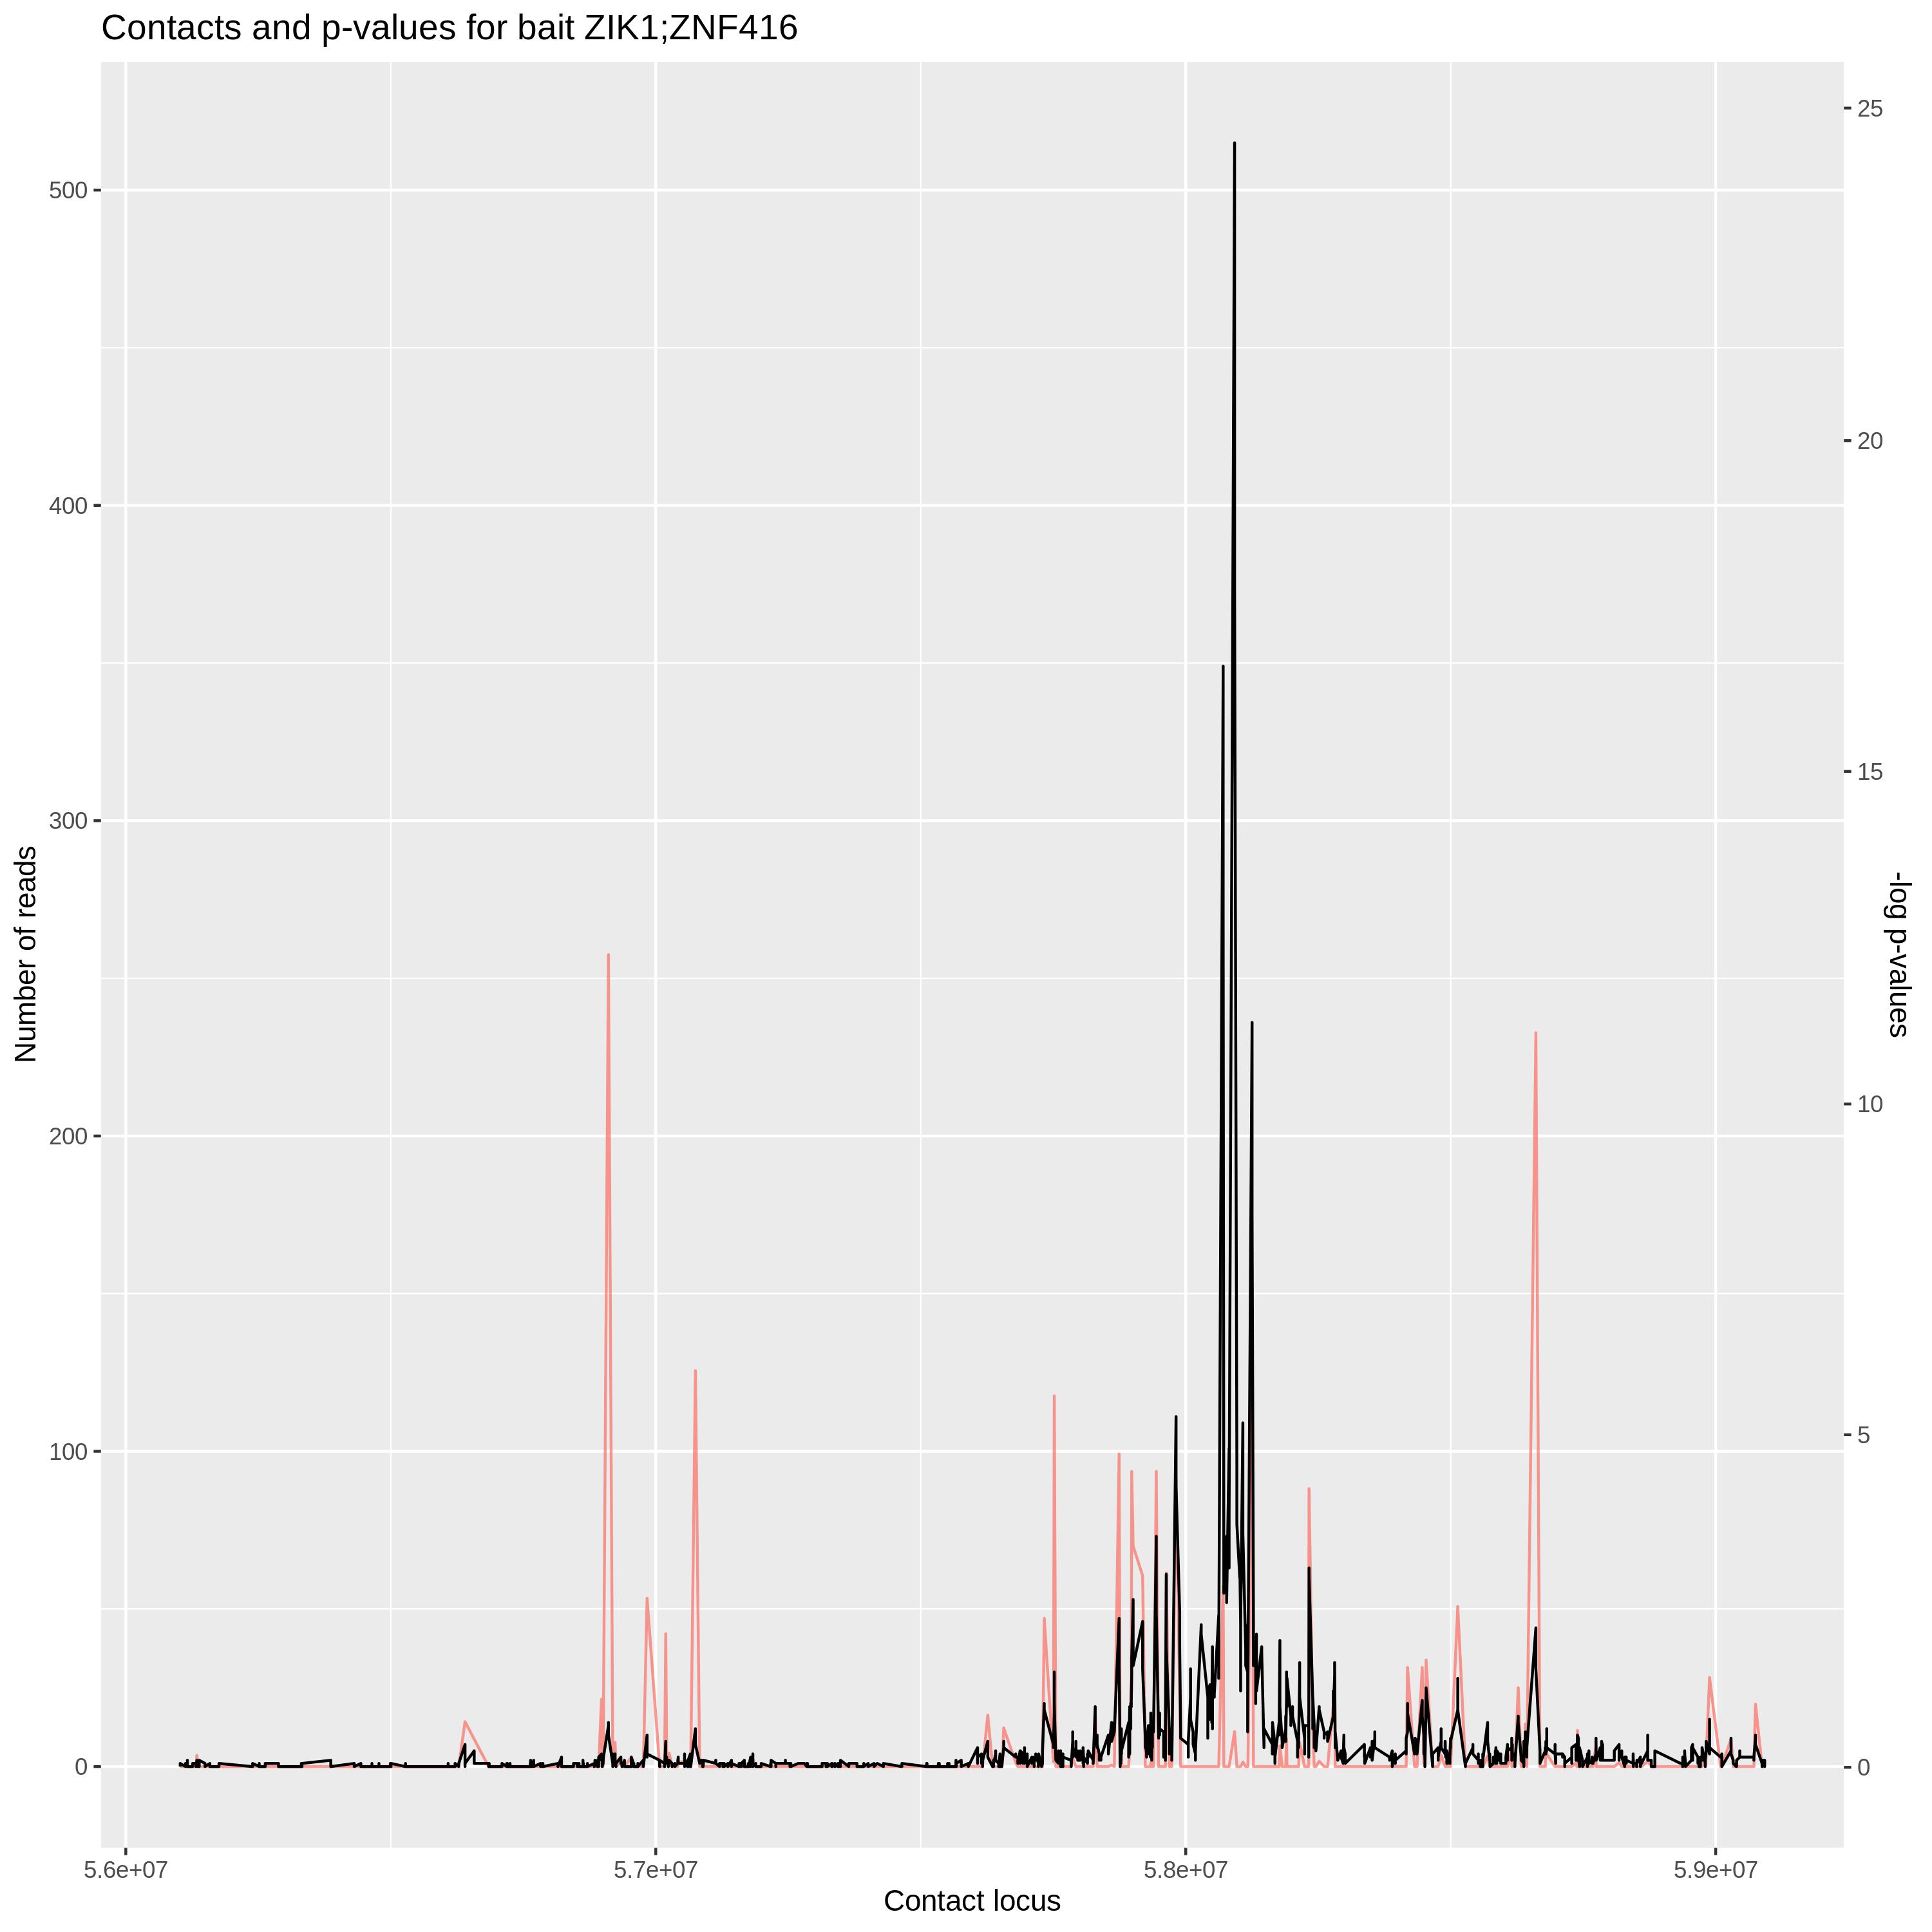 Contacts and p-values for bait ZIK1;ZNF416
Number of reads
500
400
300
200
100
0
25
20
15
10
5
0
-log p-values
5.6e+07
5.7e+07
5.8e+07
5.9e+07
Contact locus